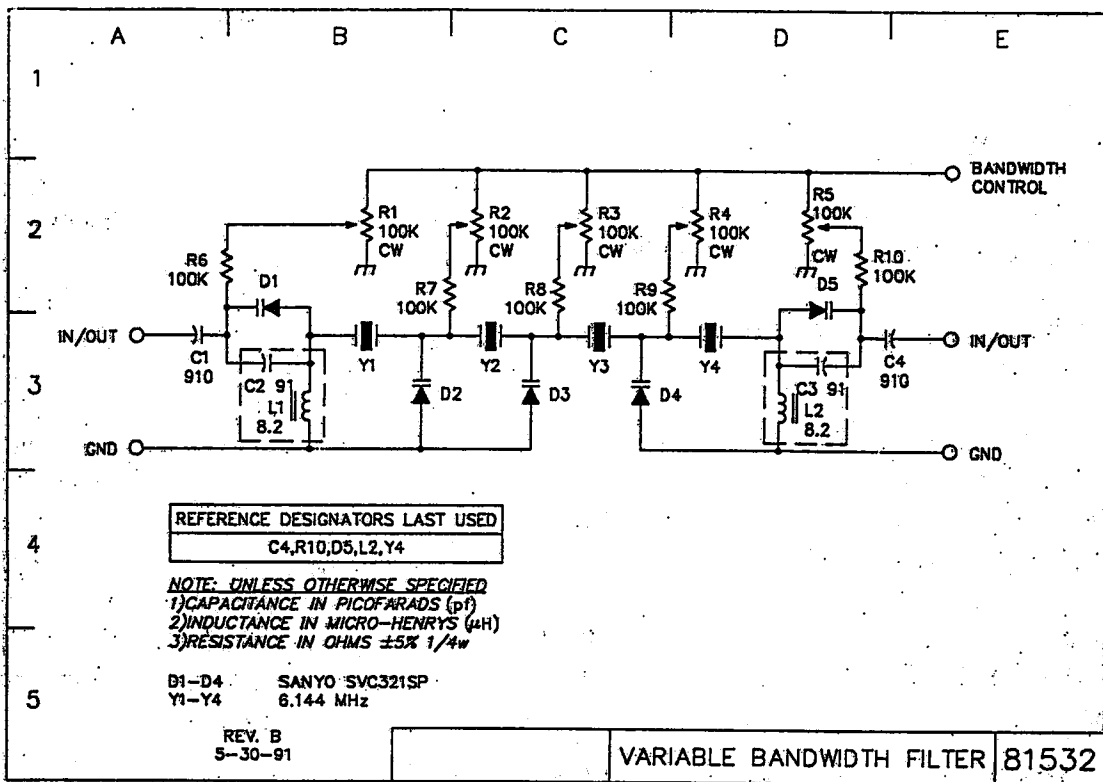 A B C D E
1
2
3
4
5
BANDWIDTH
CONTROL
R1
100K
CW
R2
100K
CW
R3
100K
CW
R4
100K
CW
R5
100K
CW
R6
100K
D1
R7
100K
R8
100K
R9
100K
R10
100K
D5
IN/OUT
C1
910
Y1
Y2
Y3
Y4
C4
910
IN/OUT
C2 91
L1
8.2
D2
D3
D4
C3 91
L2
8.2
GND
GND
REFERENCE DESIGNATORS LAST USED
C4,R10,D5,L2,Y4
NOTE: UNLESS OTHERWISE SPECIFIED
1)CAPACITANCE IN PICOFARADS (pf)
2)INDUCTANCE IN MICRO-HENRYS (μH)
3)RESISTANCE IN OHMS ±5% 1/4w
D1-D4 SANYO SVC321SP
Y1-Y4 6.144 MHz
REV. B
5-30-91
VARIABLE BANDWIDTH FILTER 81532